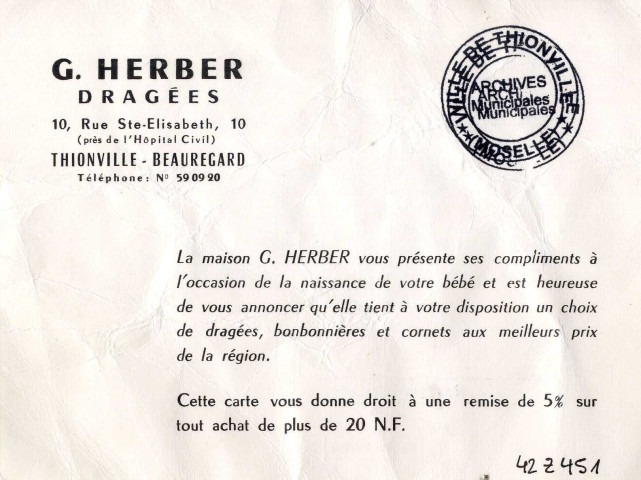 G. HERBER
DRAGÉES
10, Rue Ste-Elisabeth, 10
(près de l'Hôpital Civil)
THIONVILLE - BEAUREGARD
Téléphone : Nº 59 09 20
VILLE DE THIONVILLE
ARCHIVES
Municipales
(MOSELLE)
La maison G. HERBER vous présente ses compliments à
l'occasion de la naissance de votre bébé et est heureuse
de vous annoncer qu'elle tient à votre disposition un choix
de dragées, bonbonnières et cornets aux meilleurs prix
de la région.
Cette carte vous donne droit à une remise de 5% sur
tout achat de plus de 20 N.F.
42 Z 451